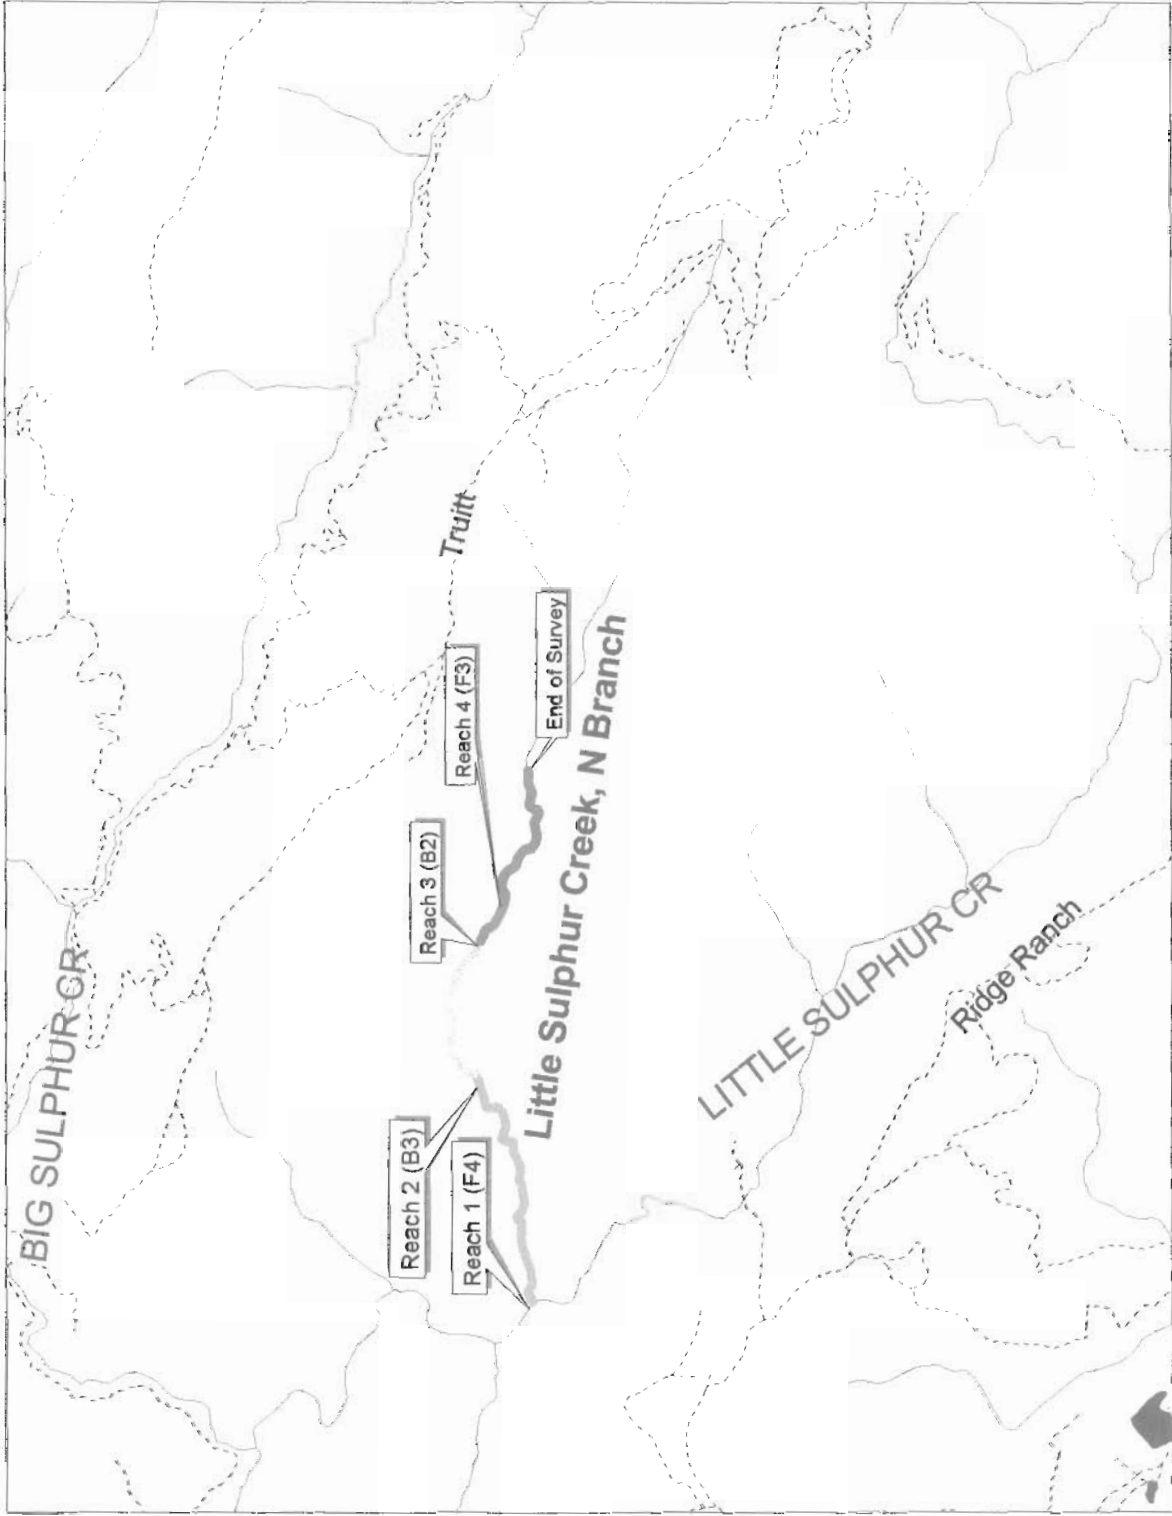 BIG SULPHUR CR
Truitt
Reach 4 (F3)
Reach 3 (B2)
End of Survey
Reach 2 (B3)
Reach 1 (F4)
Little Sulphur Creek, N Branch
LITTLE SULPHUR CR
Ridge Ranch